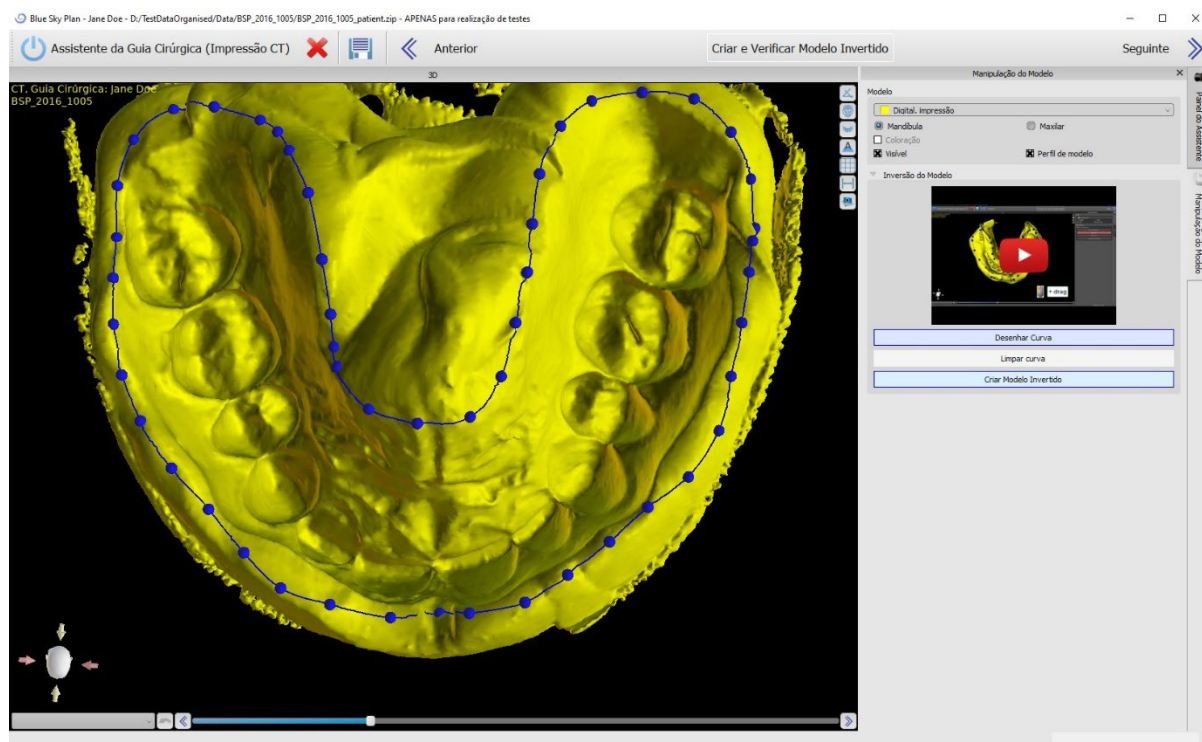 Blue Sky Plan - Jane Doe - D:/TestDataOrganised/Data/BSP_2016_1005/BSP_2016_1005_patient.zip - APENAS para realização de testes
Assistente da Guia Cirúrgica (Impressão CT)
Anterior
Criar e Verificar Modelo Invertido
Seguinte
3D
CT, Guia Cirúrgica: Jane Doe
BSP_2016_1005
Manipulação do Modelo
Modelo
Digital. impressão
Mandíbula
Maxilar
Coloração
Visível
Perfil de modelo
Inversão do Modelo
+ drag
Desenhar Curva
Limpar curva
Criar Modelo Invertido
Panel do Assistente
Manipulação do Modelo